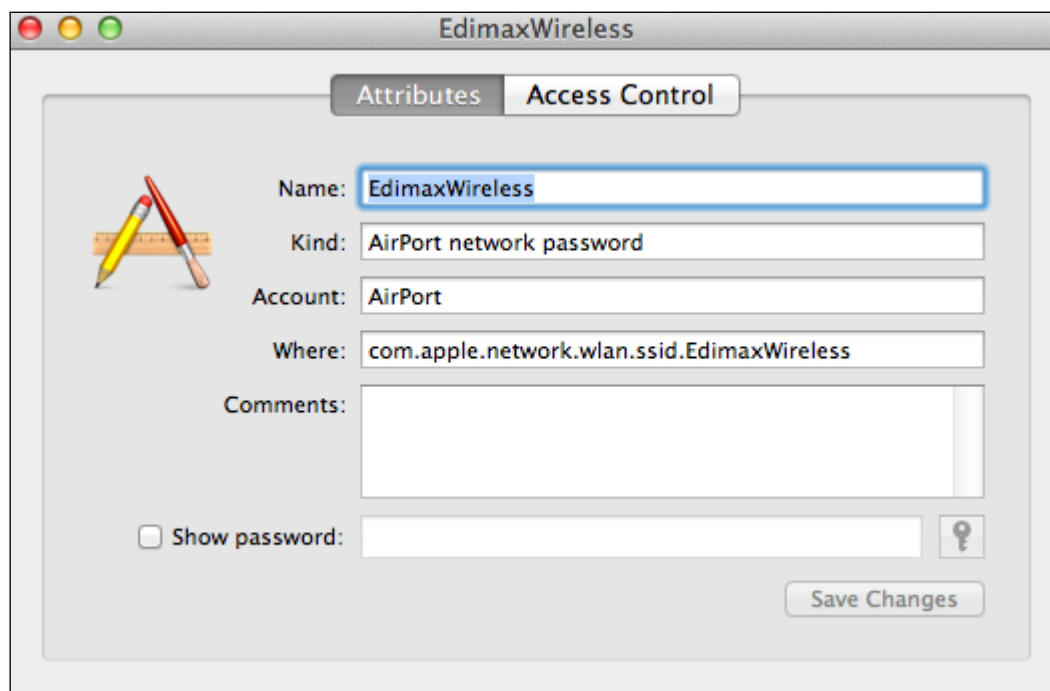 EdimaxWireless
Attributes Access Control
Name: EdimaxWireless
Kind: AirPort network password
Account: AirPort
Where: com.apple.network.wlan.ssid.EdimaxWireless
Comments:
Show password:
Save Changes